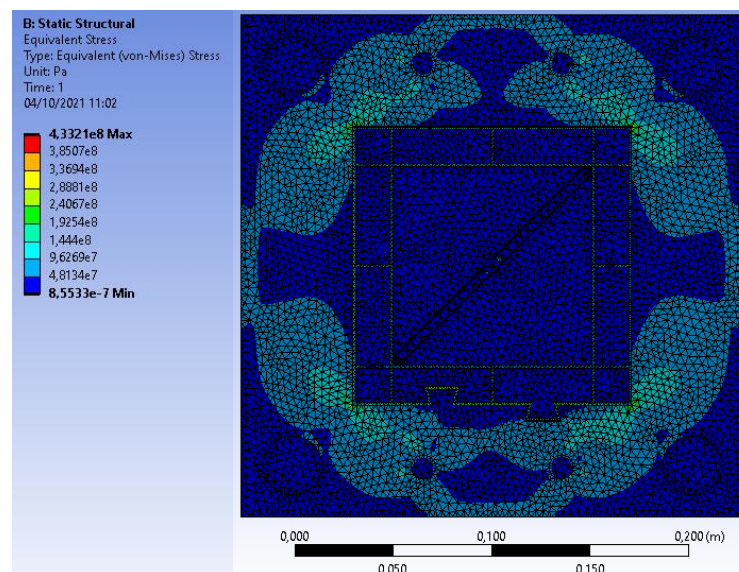 B: Static Structural
Equivalent Stress
Type: Equivalent (von-Mises) Stress
Unit: Pa
Time: 1
04/10/2021 11:02
4,3321e8 Max
3,8507e8
3,3694e8
2,8881e8
2,4067e8
1,9254e8
1,444e8
9,6269e7
4,8134e7
8,5533e-7 Min
0,000 0,100 0,200 (m)
0,050 0,150